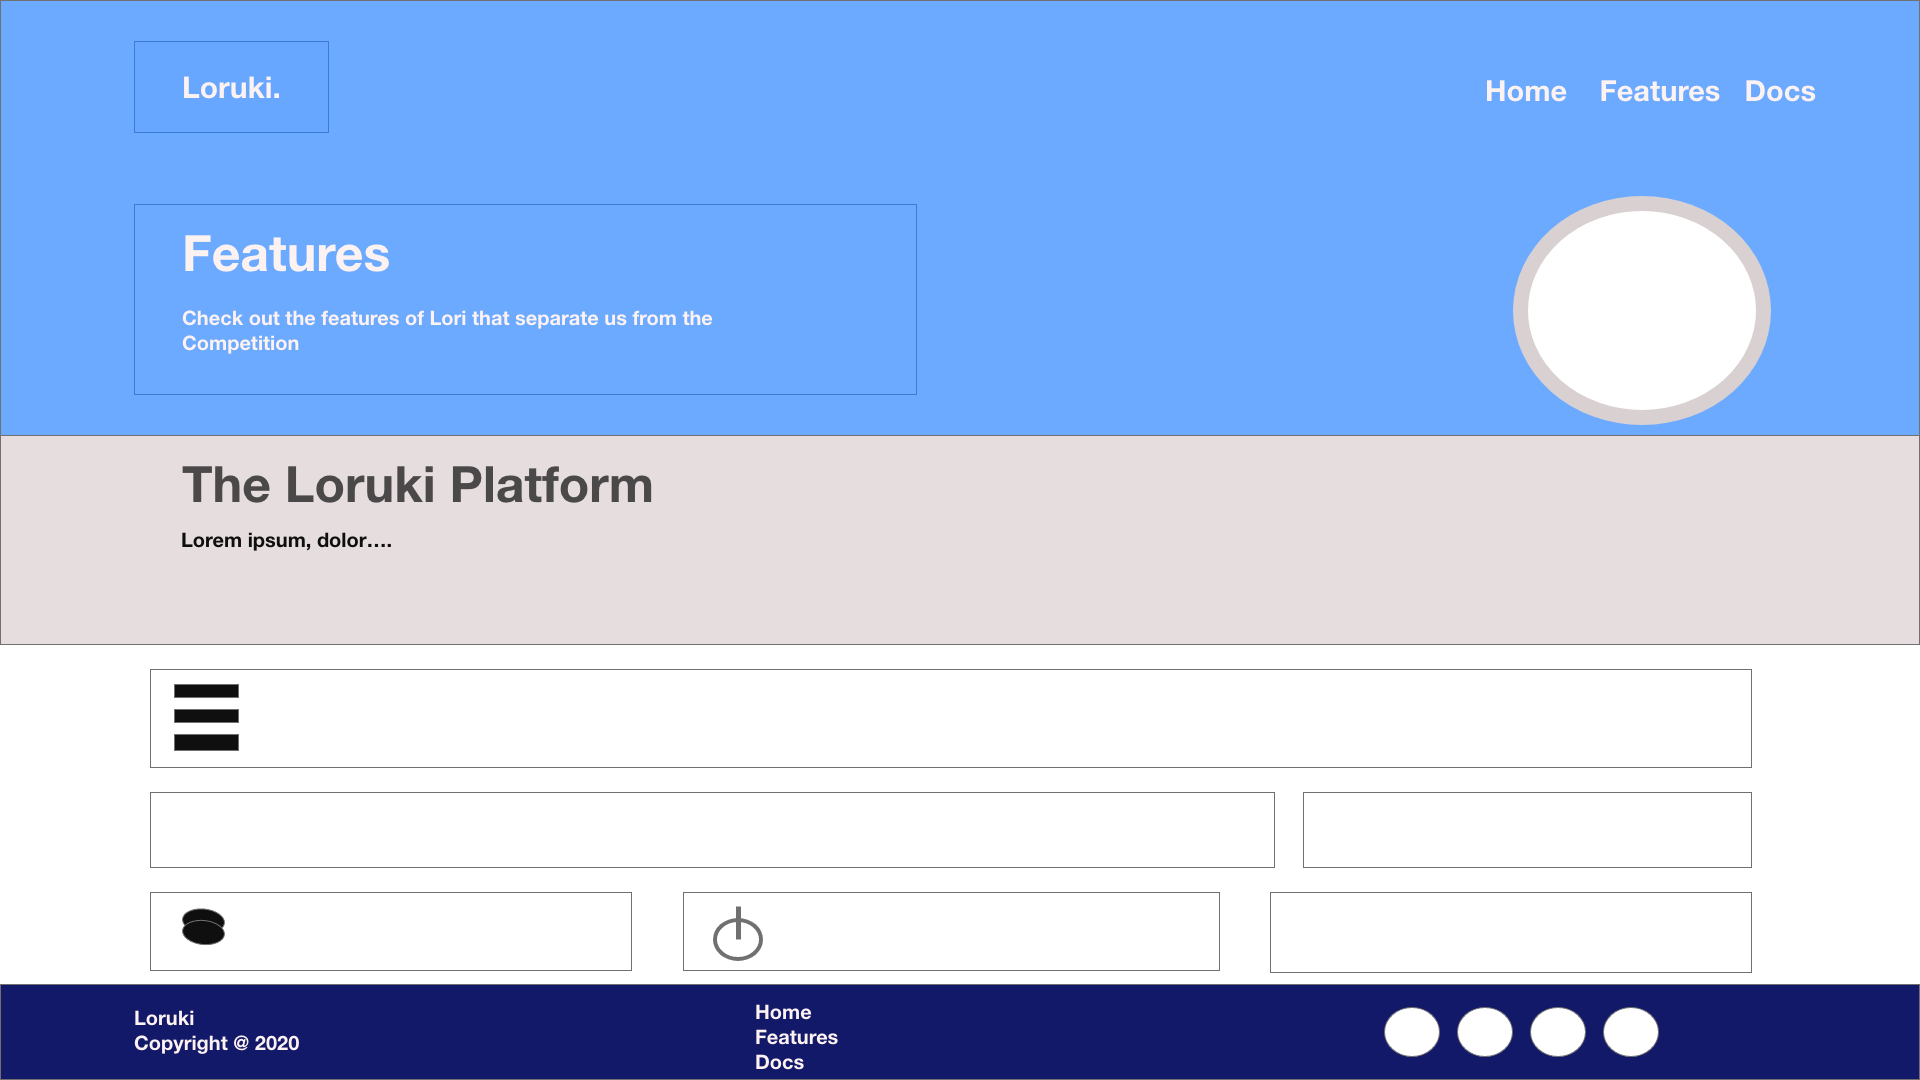 Loruki.
Home Features Docs
Features
Check out the features of Lori that separate us from the
Competition
The Loruki Platform
Lorem ipsum, dolor....
Loruki
Copyright @ 2020
Home
Features
Docs